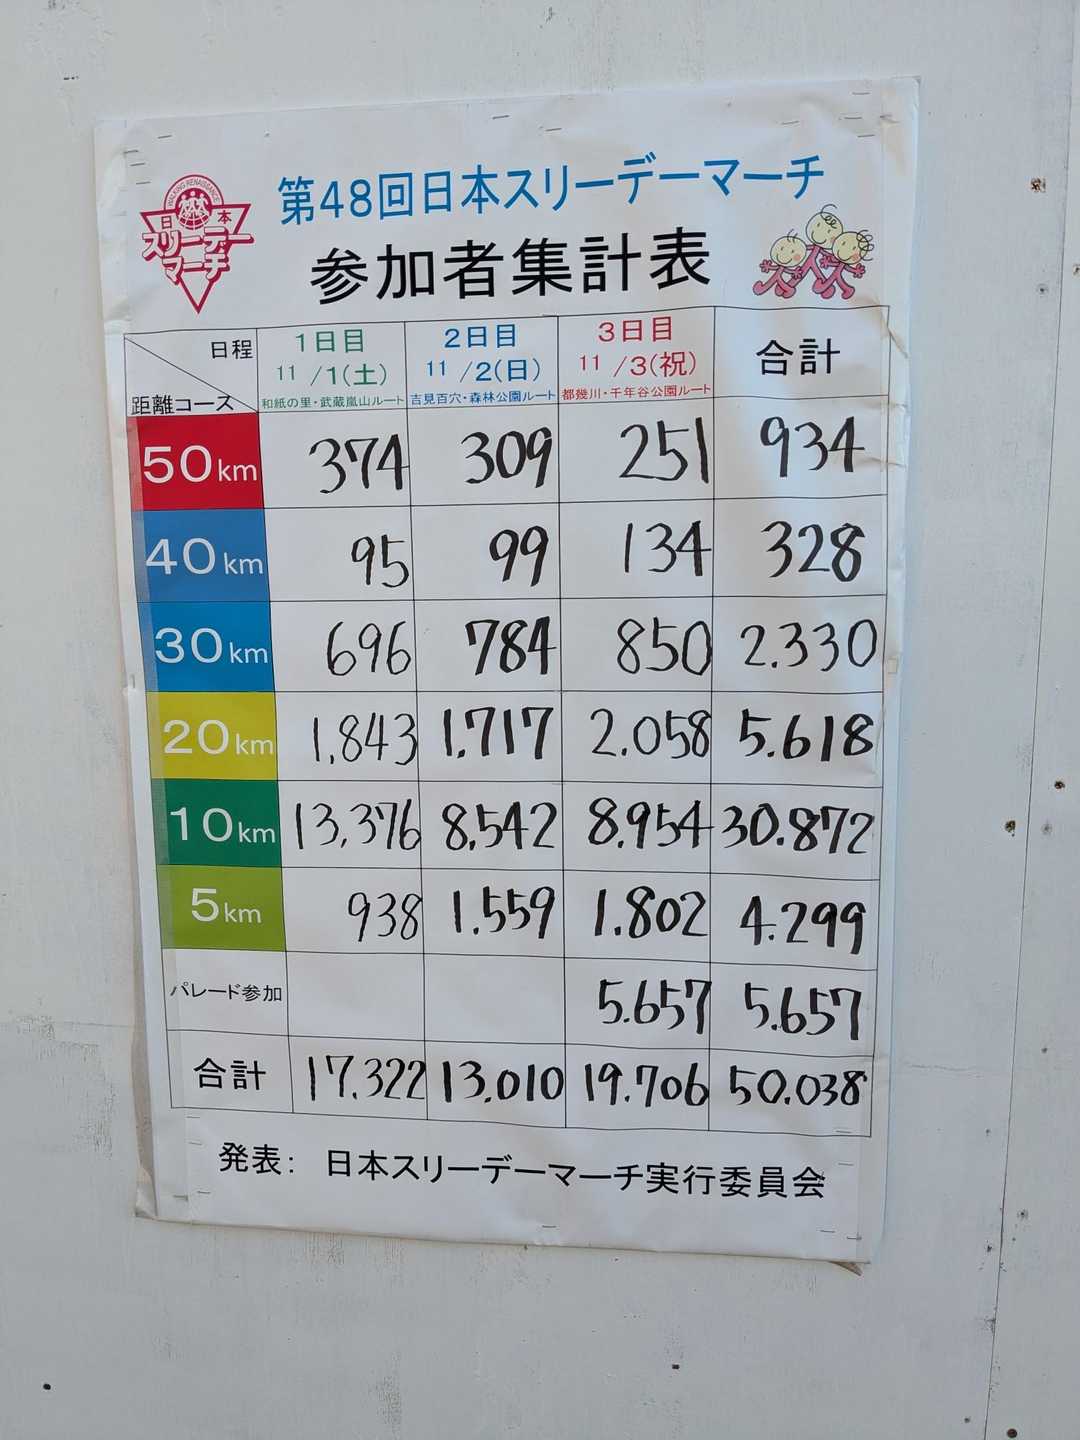 WALKING RENAISSANCE
日本
スリーデー
マーチ
第48回日本スリーデーマーチ
参加者集計表
日程
距離コース
1日目
11/1(土)
和紙の里・武蔵嵐山ルート
2日目
11/2(日)
吉見百穴・森林公園ルート
3日目
11/3(祝)
都幾川・千年谷公園ルート
合計
50km 374 309 251 934
40km 95 99 134 328
30km 696 784 850 2.330
20km 1,843 1.717 2.058 5.618
10km 13,376 8,542 8.954 30.872
5km 938 1.559 1.802 4.299
パレード参加 5.657 5.657
合計 17.322 13.010 19.706 50.038
発表: 日本スリーデーマーチ実行委員会